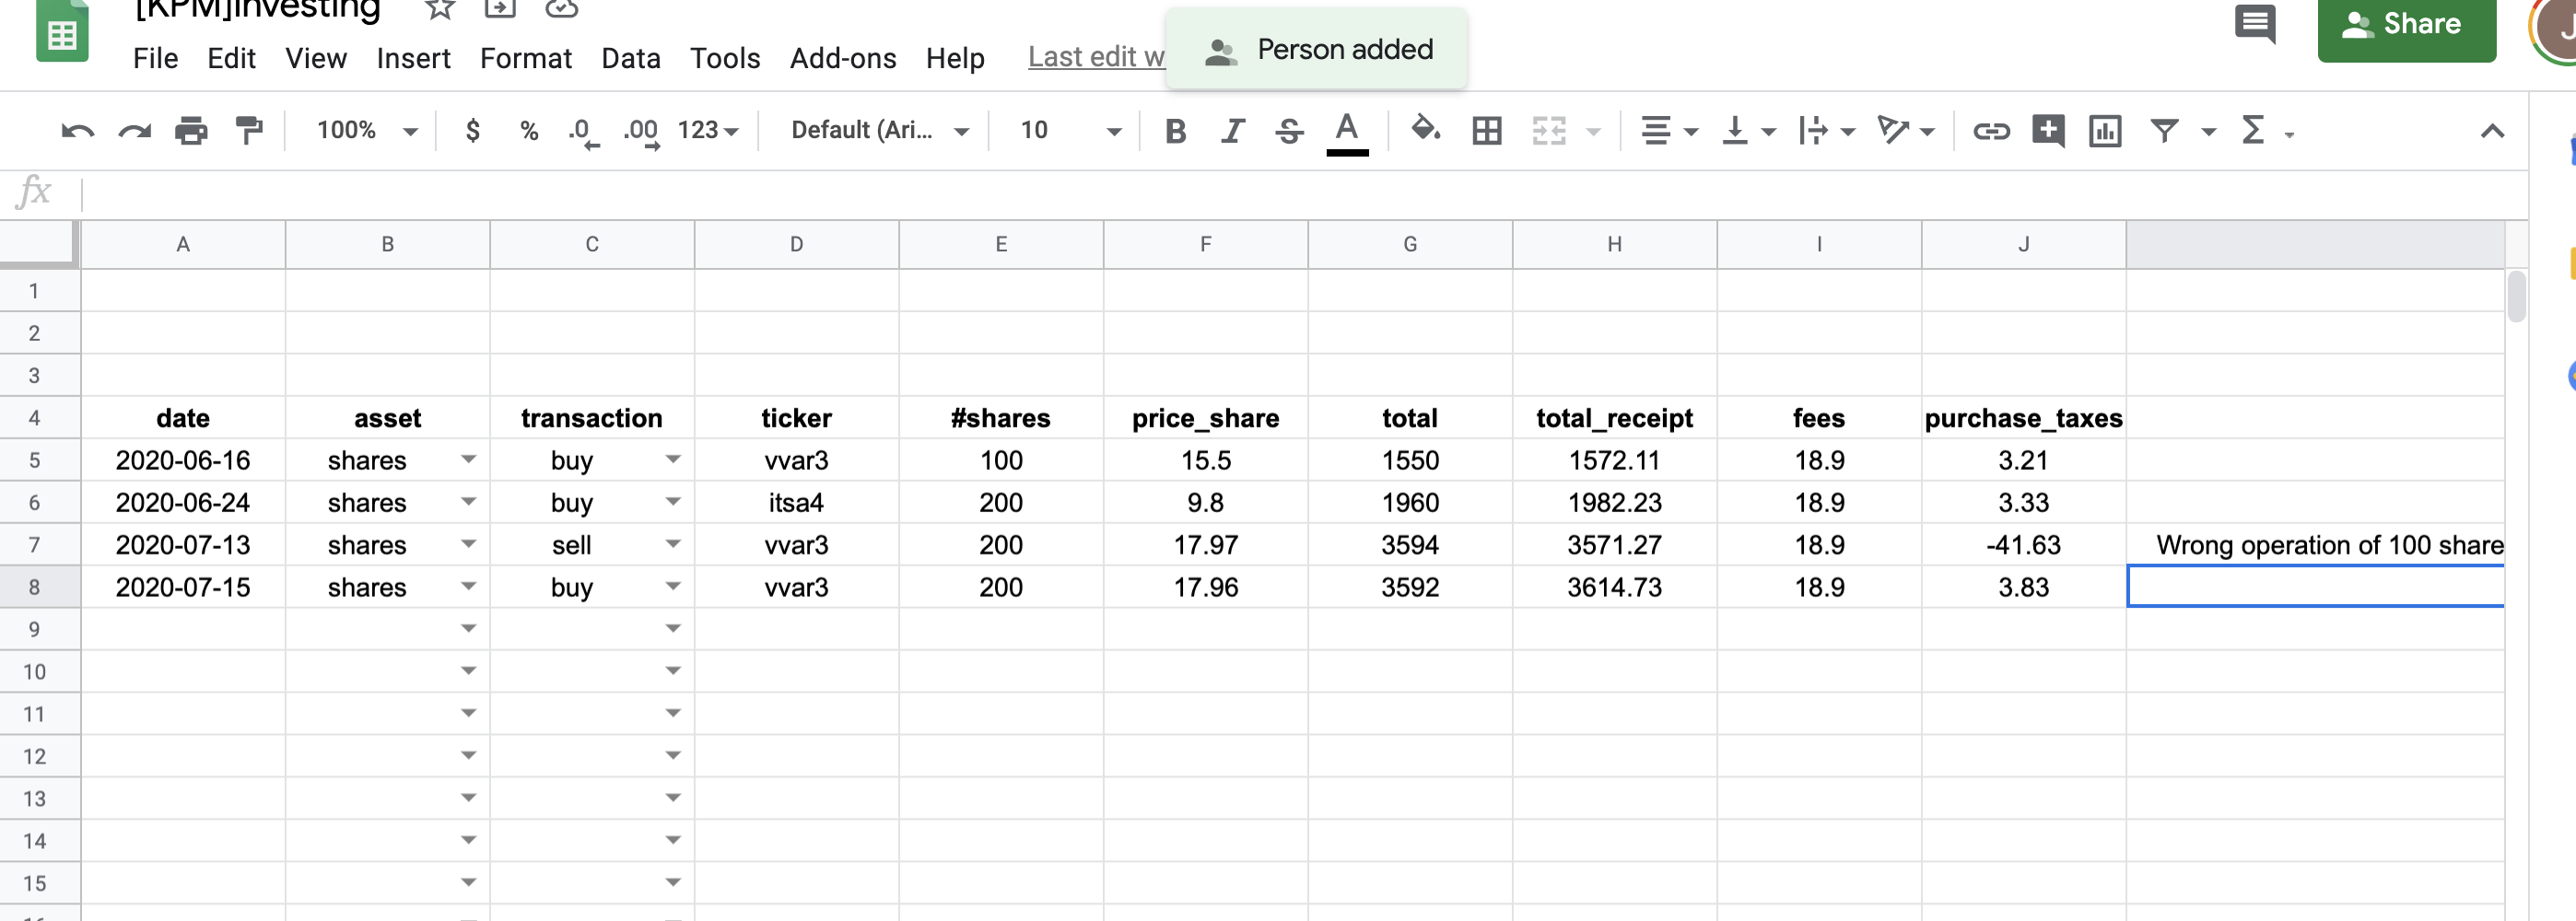 [KPM]Investing
Person added
Share
File Edit View Insert Format Data Tools Add-ons Help Last edit w
100% $ % .0 .00 123 Default (Ari... 10 B I S A
fx
A B C D E F G H I J
1
2
3
4 date asset transaction ticker #shares price_share total total_receipt fees purchase_taxes
5 2020-06-16 shares buy vvar3 100 15.5 1550 1572.11 18.9 3.21
6 2020-06-24 shares buy itsa4 200 9.8 1960 1982.23 18.9 3.33
7 2020-07-13 shares sell vvar3 200 17.97 3594 3571.27 18.9 -41.63 Wrong operation of 100 share
8 2020-07-15 shares buy vvar3 200 17.96 3592 3614.73 18.9 3.83
9
10
11
12
13
14
15